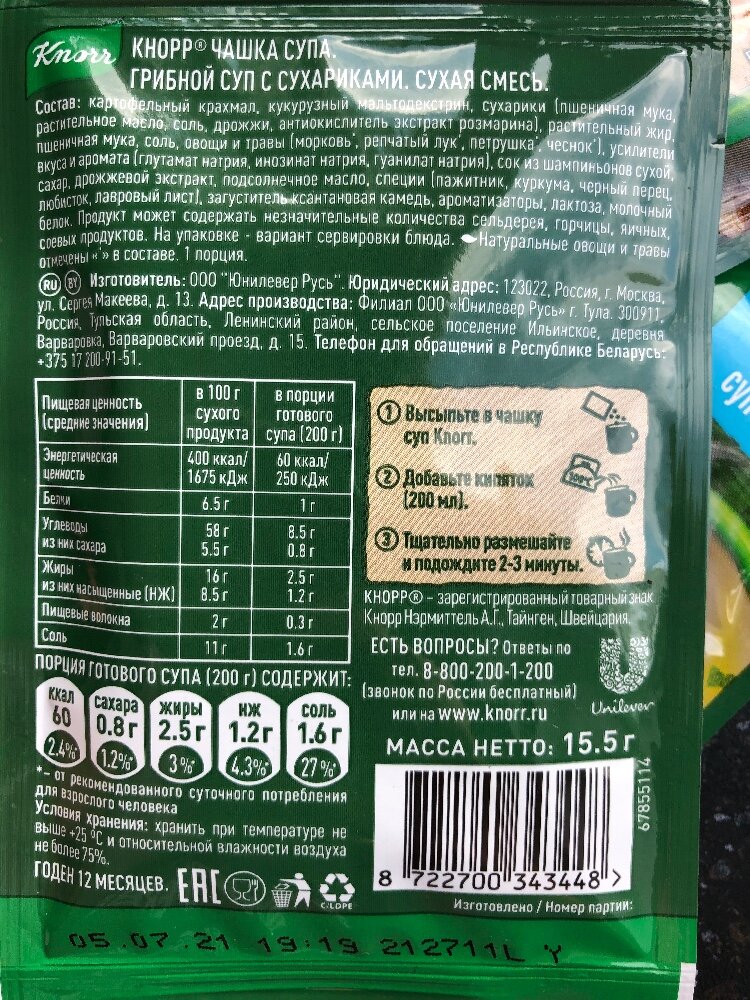 Knorr
КНОРР® ЧАШКА СУПА.
ГРИБНОЙ СУП С СУХАРИКАМИ. СУХАЯ СМЕСЬ.
Состав: картофельный крахмал, кукурузный мальтодекстрин, сухарики (пшеничная мука,
растительное масло, соль, дрожжи, антиокислитель экстракт розмарина), растительный жир,
пшеничная мука, соль, овощи и травы (морковь*, репчатый лук*, петрушка*, чеснок*), усилители
вкуса и аромата (глутамат натрия, инозинат натрия, гуанилат натрия), сок из шампиньонов сухой,
сахар, дрожжевой экстракт, подсолнечное масло, специи (пажитник, куркума, черный перец,
любисток, лавровый лист), загуститель ксантановая камедь, ароматизаторы, лактоза, молочный
белок. Продукт может содержать незначительные количества сельдерея, горчицы, яичных,
соевых продуктов. На упаковке - вариант сервировки блюда. Натуральные овощи и травы
отмечены «*» в составе. 1 порция.
RU BY Изготовитель: ООО "Юнилевер Русь". Юридический адрес: 123022, Россия, г. Москва,
ул. Сергея Макеева, д. 13. Адрес производства: Филиал ООО «Юнилевер Русь» г. Тула. 300911,
Россия, Тульская область, Ленинский район, сельское поселение Ильинское, деревня
Варваровка, Варваровский проезд, д. 15. Телефон для обращений в Республике Беларусь:
+375 17 200-91-51.
Пищевая ценность (средние значения) в 100 г сухого продукта в порции готового супа (200 г)
Энергетическая ценность 400 ккал/ 1675 кДж 60 ккал/ 250 кДж
Белки 6.5 г 1 г
Углеводы 58 г 8.5 г
из них сахара 5.5 г 0.8 г
Жиры 16 г 2.5 г
из них насыщенные (НЖ) 8.5 г 1.2 г
Пищевые волокна 2 г 0.3 г
Соль 11 г 1.6 г
1 Высыпьте в чашку
суп Knorr.
2 Добавьте кипяток
(200 мл).
100°C
3 Тщательно размешайте
и подождите 2-3 минуты.
КНОРР® – зарегистрированный товарный знак
Кнорр Нэрмиттель А.Г., Тайнген, Швейцария.
ЕСТЬ ВОПРОСЫ? Ответы по
тел. 8-800-200-1-200
(звонок по России бесплатный)
или на www.knorr.ru
Unilever
ПОРЦИЯ ГОТОВОГО СУПА (200 г) СОДЕРЖИТ:
ккал 60 2.4%*
сахара 0.8 г 1.2%*
жиры 2.5 г 3%*
нж 1.2 г 4.3%*
соль 1.6 г 27%*
*- от рекомендованного суточного потребления
для взрослого человека
Условия хранения: хранить при температуре не
выше +25 °C и относительной влажности воздуха
не более 75%.
ГОДЕН 12 МЕСЯЦЕВ. EAC
C/LDPE
МАССА НЕТТО: 15.5 г
67855114
8 722700 343448 >
Изготовлено / Номер партии:
05.07.21 19:19 212711L Y
СУП